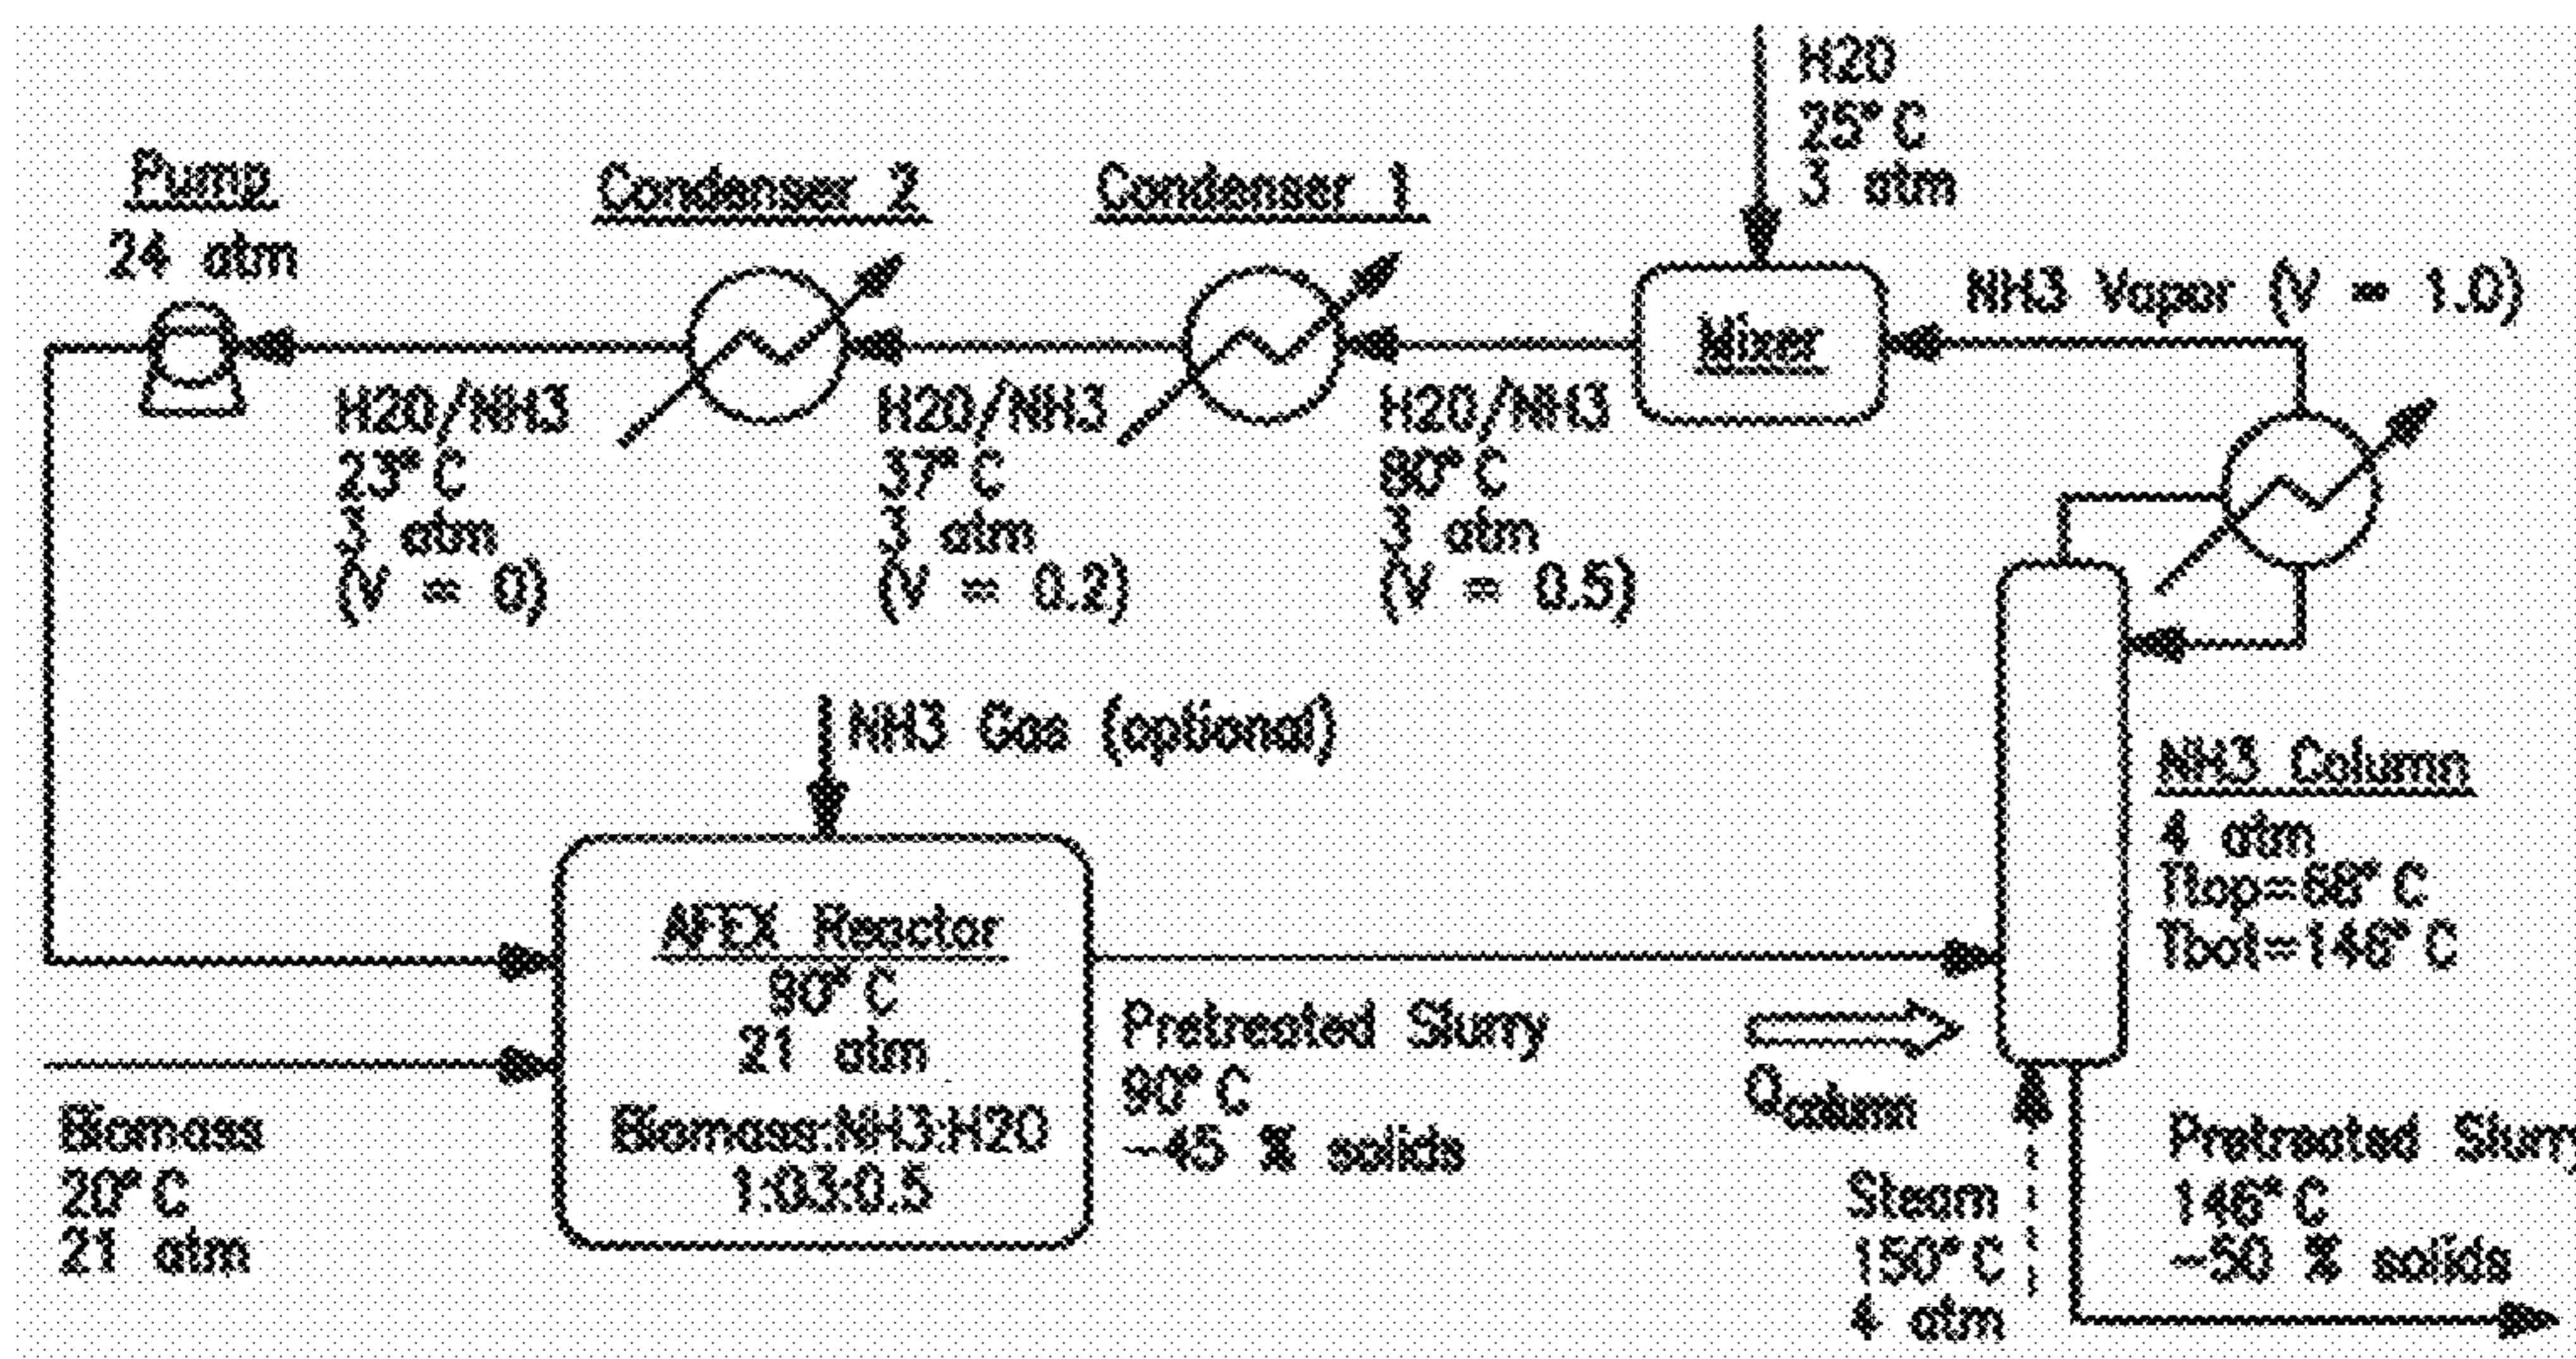 H20
25°C
3 atm
Pump
24 atm
Condenser 2
Condenser 1
Mixer
NH3 Vapor (V = 1.0)
H20/NH3
23°C
3 atm
(V = 0)
H20/NH3
37°C
3 atm
(V = 0.2)
H20/NH3
80°C
3 atm
(V = 0.5)
NH3 Gas (optional)
NH3 Column
4 atm
Ttop=68°C
Tbot=146°C
AFEX Reactor
90°C
21 atm
Biomass:NH3:H20
1:03:0.5
Biomass
20°C
21 atm
Pretreated Slurry
90°C
~45 % solids
Qcolumn
Steam
150°C
4 atm
Pretreated Slurry
146°C
~50 % solids